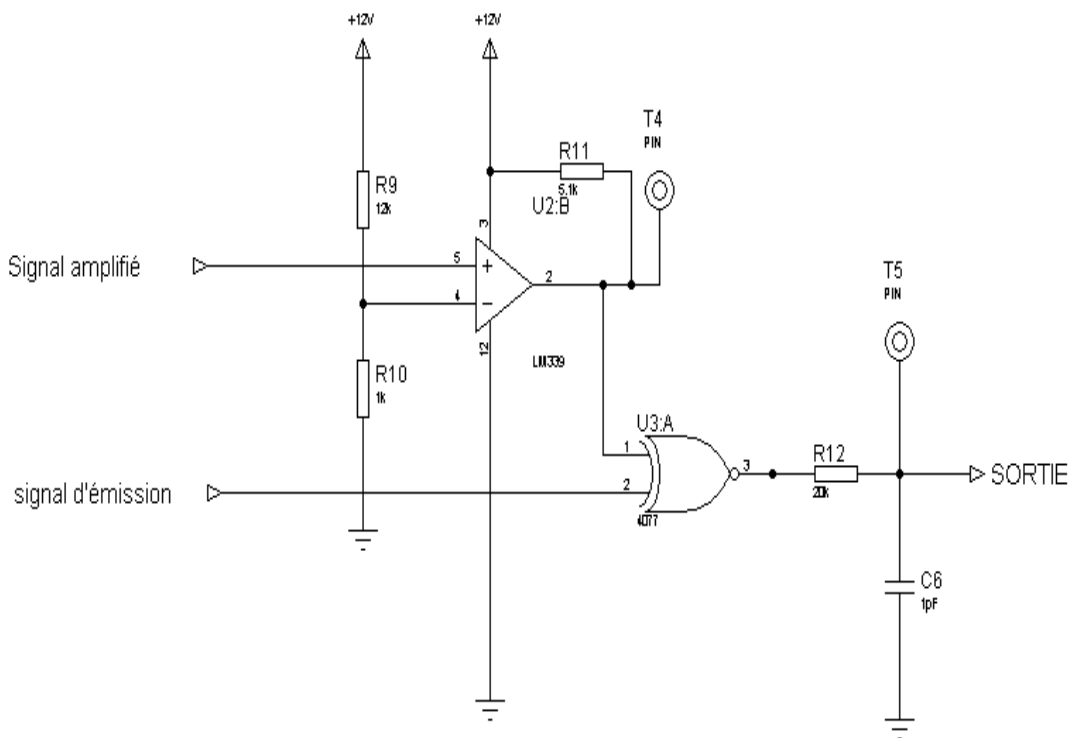 +12V
+12V
T4
PIN
R11
5.1k
R9
12k
U2:B
3
Signal amplifié
5
+
2
T5
PIN
4
−
12
LM339
R10
1k
U3:A
1
R12
3
SORTIE
signal d'émission
2
20k
4077
C6
1pF